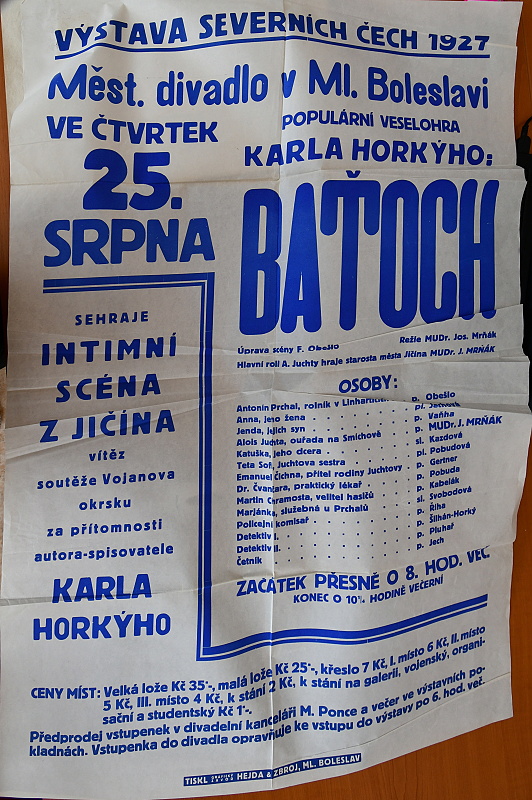 VÝSTAVA SEVERNÍCH ČECH 1927
Měst. divadlo v Ml. Boleslavi
VE ČTVRTEK
25.
SRPNA
POPULÁRNÍ VESELOHRA
KARLA HORKÝHO:
BAŤOCH
Úprava scény F. Obešlo
Režie MUDr. Jos. Mrňák
Hlavní roli A. Juchty hraje starosta města Jičína MUDr. J. MRŇÁK
SEHRAJE
INTIMNÍ
SCÉNA
Z JIČÍNA
vítěz
soutěže Vojanova
okrsku
za přítomnosti
autora-spisovatele
KARLA
HORKÝHO
OSOBY:
Antonín Prchal, rolník v p. Obešlo
Anna, jeho žena pí.
Jenda, jejich syn p. Vaňha
Alois Juchta, ouřada na Smíchově p. MUDr. J. MRŇÁK
Katuška, jeho dcera sl. Kazdová
Teta Sofi, Juchtova sestra pí. Pobudová
Emanuel Čichna, přítel rodiny Juchtovy p. Gertner
Dr. Čvančara, praktický lékař p. Pobuda
Martin Caramosta, velitel hasičů p. Kabelák
Marjánka, služebná u Prchalů sl. Svobodová
Policejní komisař p. Říha
Detektiv I. p. Šlihán-Horký
Detektiv II. p. Pluhař
Četník p. Jech
ZAČÁTEK PŘESNĚ O 8. HOD. VEČ.
KONEC O HODINĚ VEČERNÍ
CENY MÍST: Velká lože Kč 35·-, malá lože Kč 25·-, křeslo 7 Kč, I. místo 6 Kč, II. místo
5 Kč, III. místo 4 Kč, k stání 2 Kč, k stání na galerii, vojenský, organi-
sační a studentský Kč 1·-.
Předprodej vstupenek v divadelní kanceláři M. Ponce a večer ve výstavních po-
kladnách. Vstupenka do divadla opravňuje ke vstupu do výstavy po 6. hod. več.
TISKL HEJDA & ZBROJ, ML. BOLESLAV